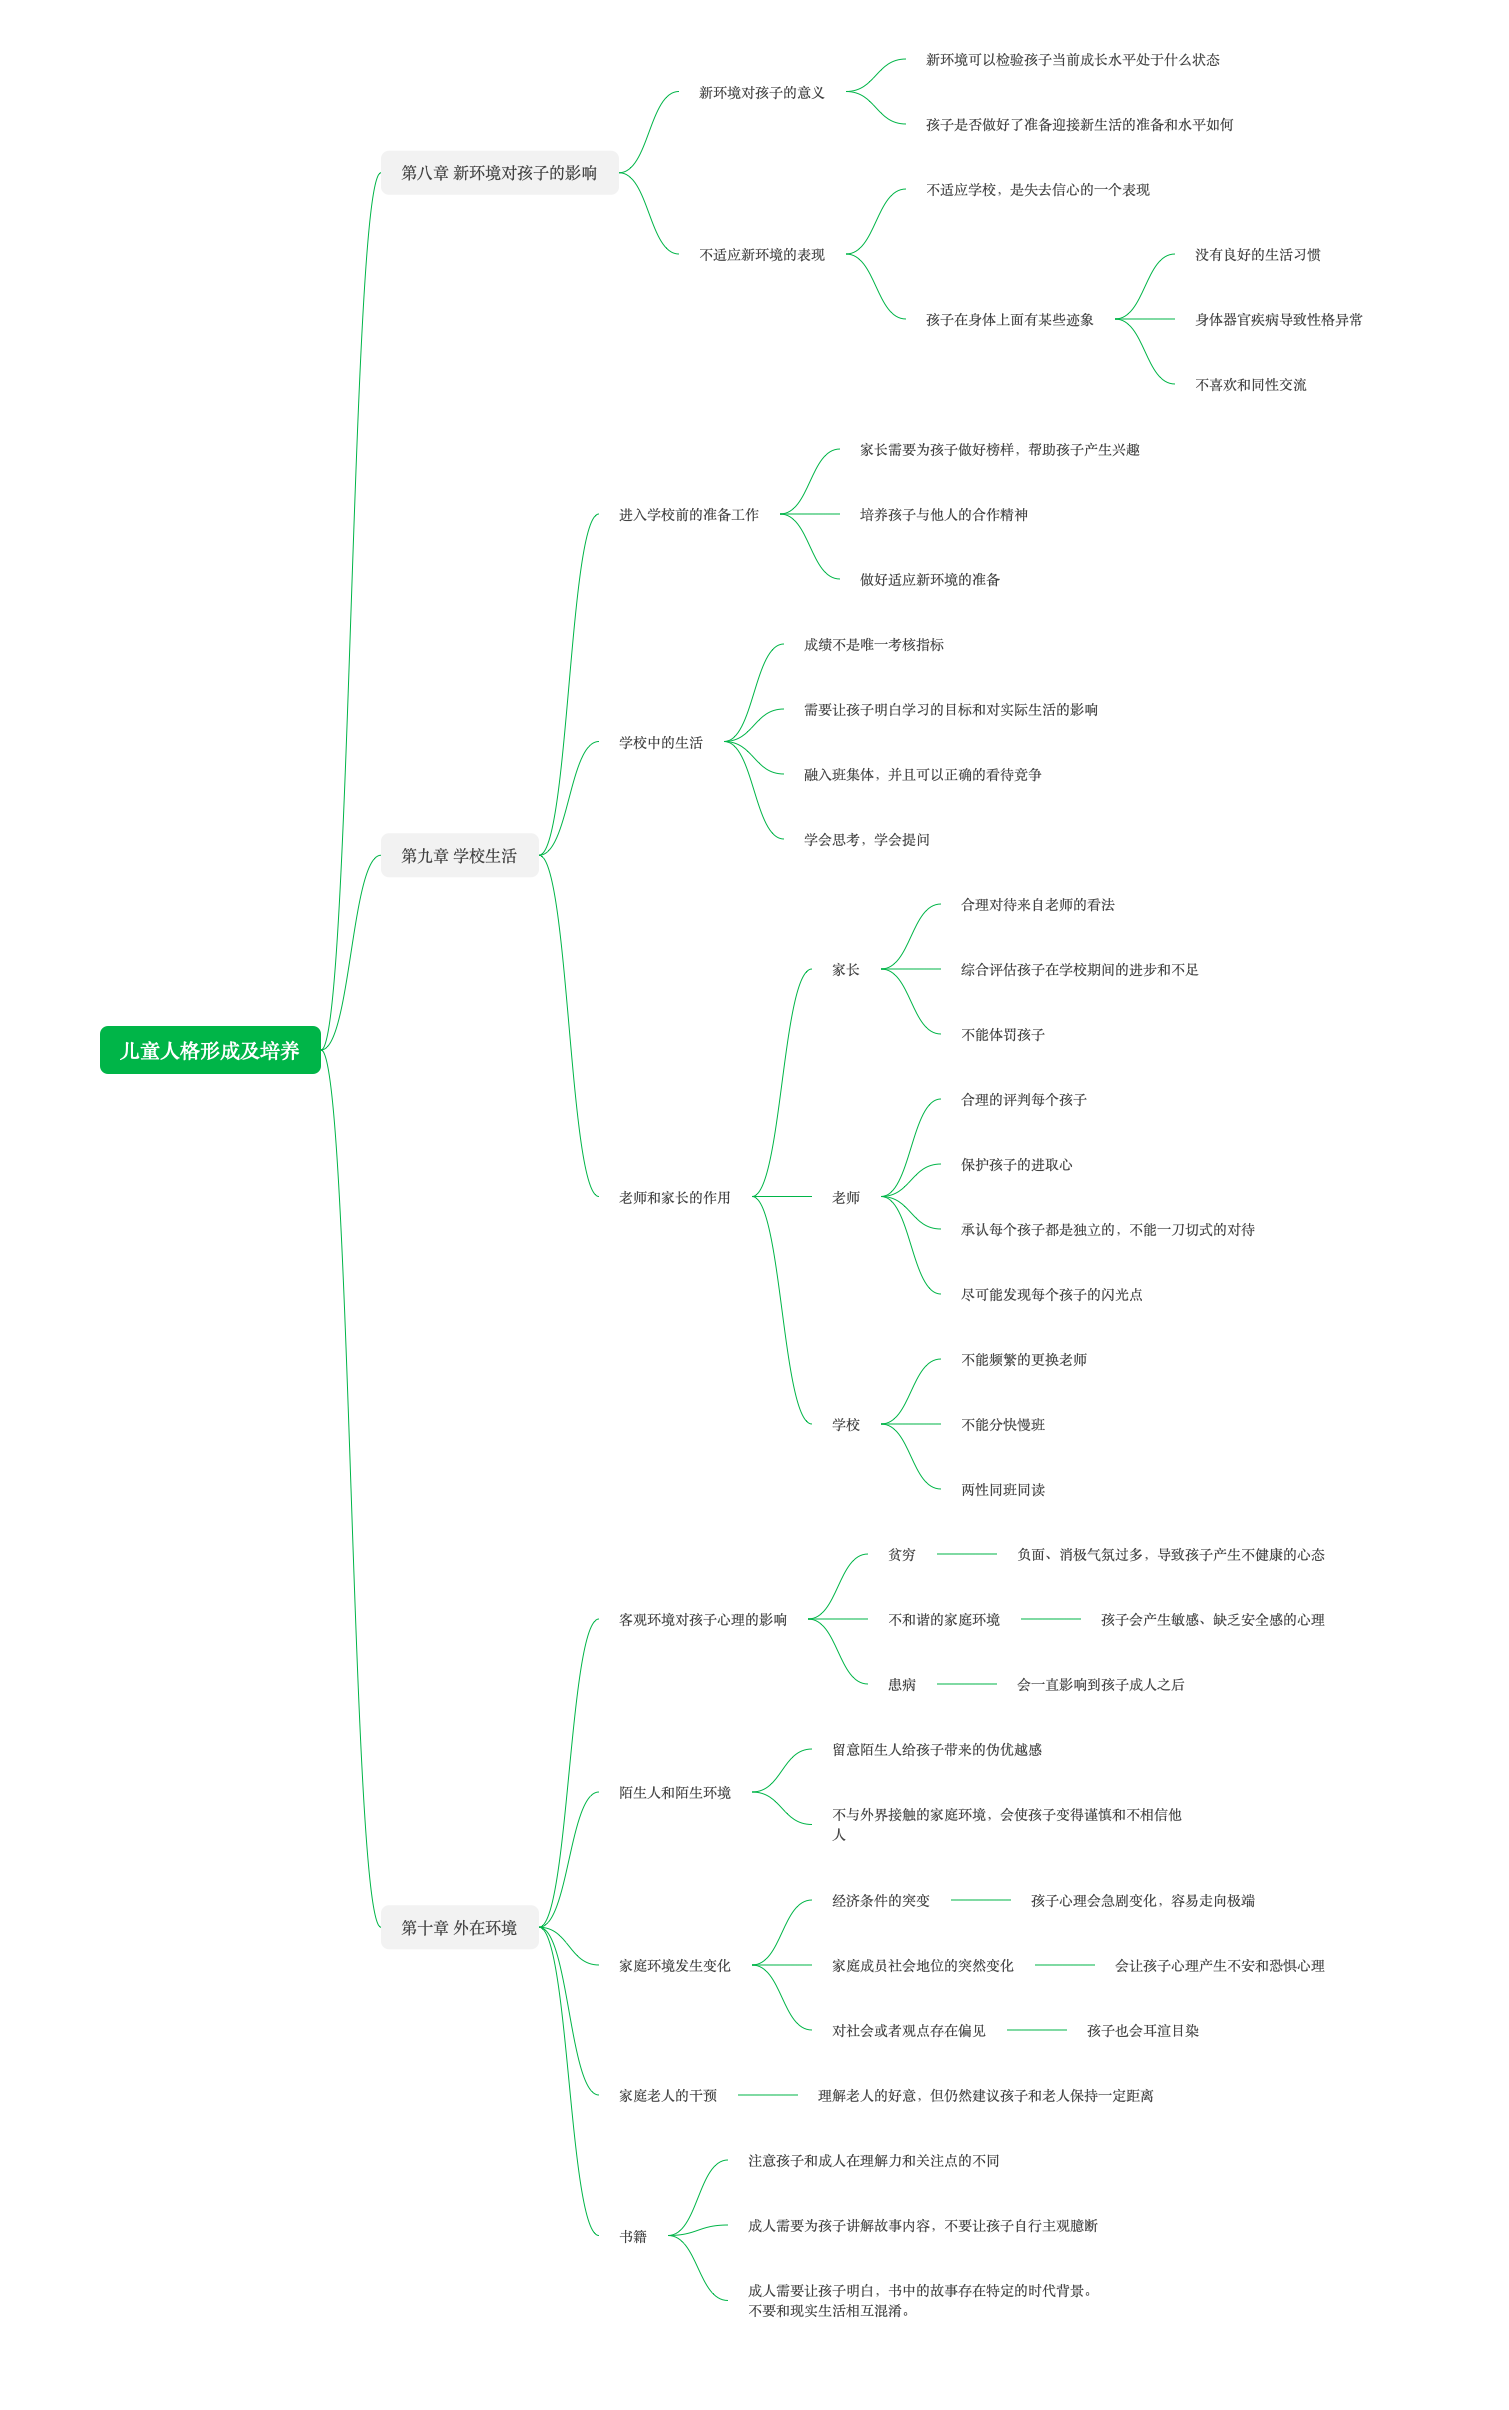 儿童人格形成及培养
第八章 新环境对孩子的影响
新环境对孩子的意义
新环境可以检验孩子当前成长水平处于什么状态
孩子是否做好了准备迎接新生活的准备和水平如何
不适应新环境的表现
不适应学校，是失去信心的一个表现
孩子在身体上面有某些迹象
没有良好的生活习惯
身体器官疾病导致性格异常
不喜欢和同性交流
第九章 学校生活
进入学校前的准备工作
家长需要为孩子做好榜样，帮助孩子产生兴趣
培养孩子与他人的合作精神
做好适应新环境的准备
学校中的生活
成绩不是唯一考核指标
需要让孩子明白学习的目标和对实际生活的影响
融入班集体，并且可以正确的看待竞争
学会思考，学会提问
老师和家长的作用
家长
合理对待来自老师的看法
综合评估孩子在学校期间的进步和不足
不能体罚孩子
老师
合理的评判每个孩子
保护孩子的进取心
承认每个孩子都是独立的，不能一刀切式的对待
尽可能发现每个孩子的闪光点
学校
不能频繁的更换老师
不能分快慢班
两性同班同读
第十章 外在环境
客观环境对孩子心理的影响
贫穷
负面、消极气氛过多，导致孩子产生不健康的心态
不和谐的家庭环境
孩子会产生敏感、缺乏安全感的心理
患病
会一直影响到孩子成人之后
陌生人和陌生环境
留意陌生人给孩子带来的伪优越感
不与外界接触的家庭环境，会使孩子变得谨慎和不相信他
人
家庭环境发生变化
经济条件的突变
孩子心理会急剧变化，容易走向极端
家庭成员社会地位的突然变化
会让孩子心理产生不安和恐惧心理
对社会或者观点存在偏见
孩子也会耳渲目染
家庭老人的干预
理解老人的好意，但仍然建议孩子和老人保持一定距离
书籍
注意孩子和成人在理解力和关注点的不同
成人需要为孩子讲解故事内容，不要让孩子自行主观臆断
成人需要让孩子明白，书中的故事存在特定的时代背景。
不要和现实生活相互混淆。